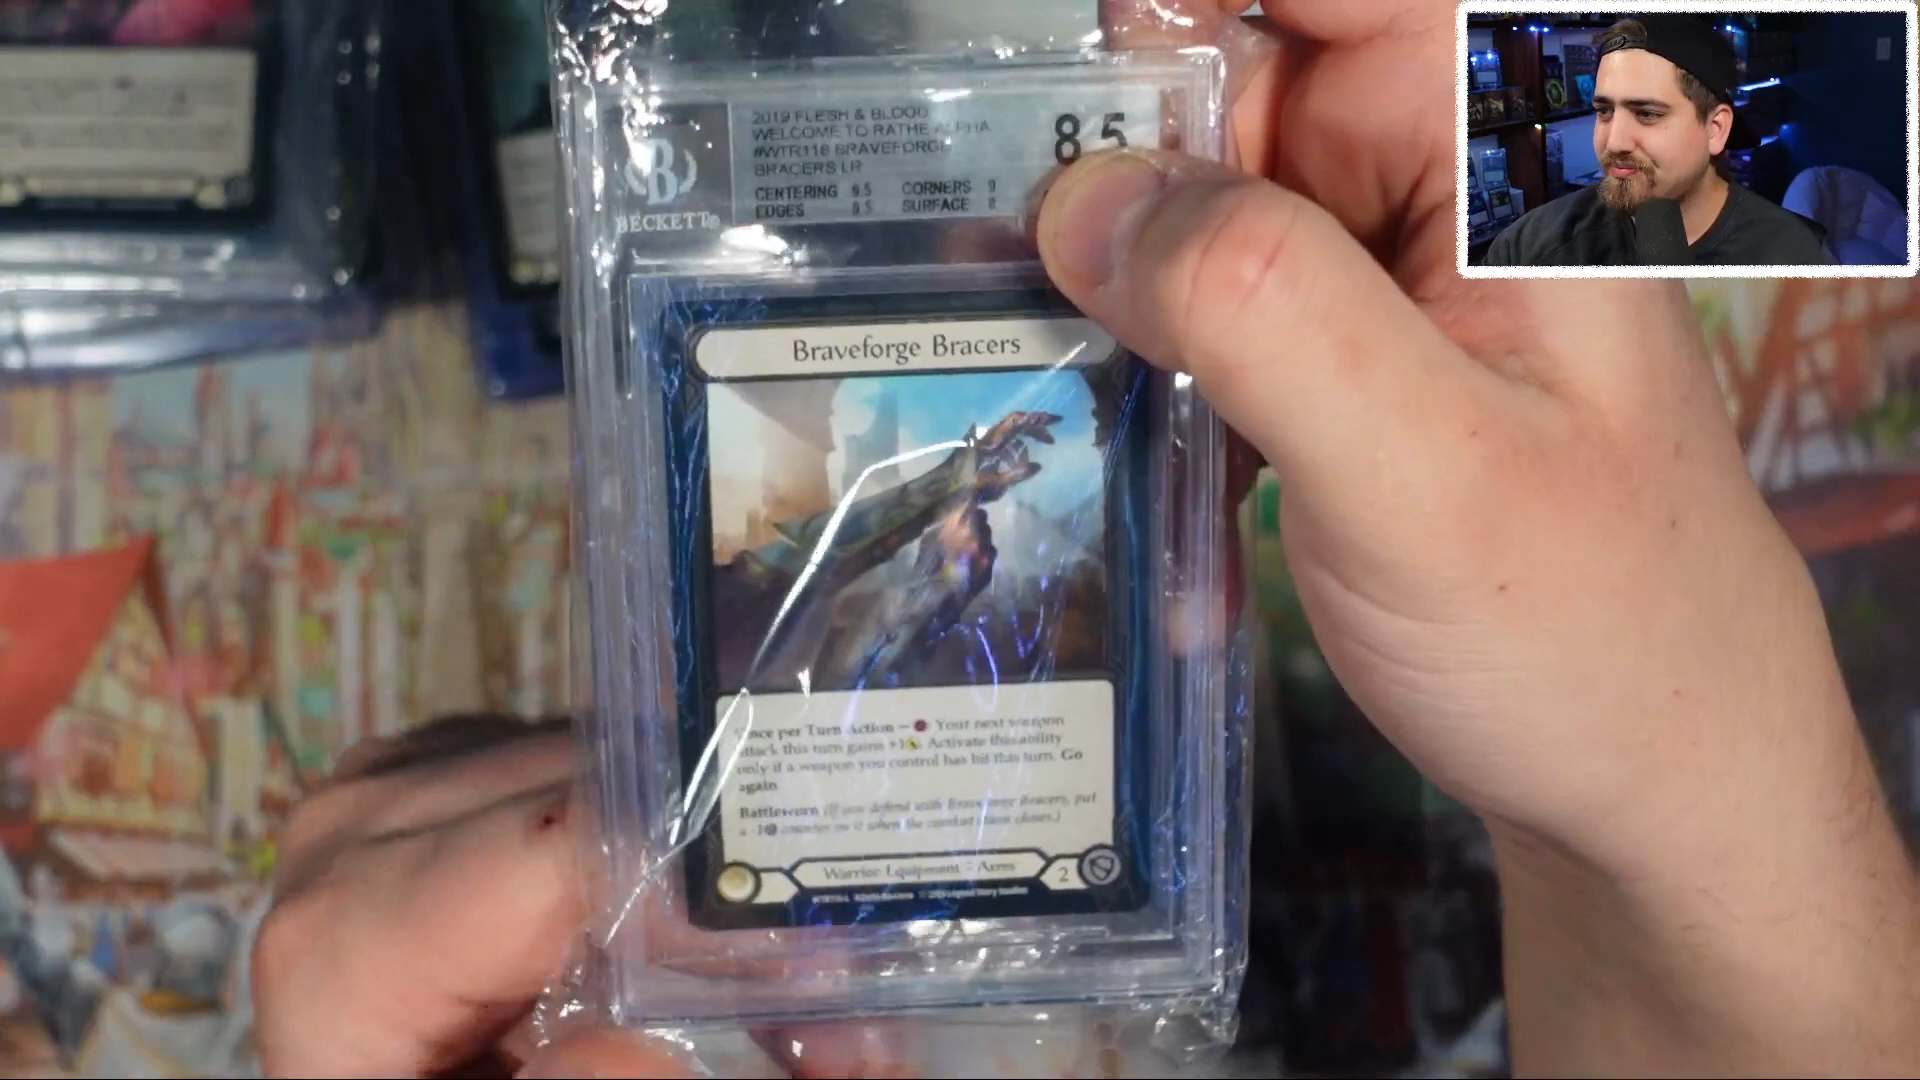 2019 FLESH & BLOOD
WELCOME TO RATHE ALPHA
#WTR116 BRAVEFORGE
BRACERS LR
CENTERING 9.5 CORNERS 9
EDGES 9.5 SURFACE 8
8.5
B
BECKETT®
Braveforge Bracers
Once per Turn Action – Your next weapon
attack this turn gains +1. Activate this ability
only if a weapon you control has hit this turn. Go
again
Battleworn (If you defend with Braveforge Bracers, put
a -1 counter on it when the combat chain closes.)
Warrior Equipment – Arms
2